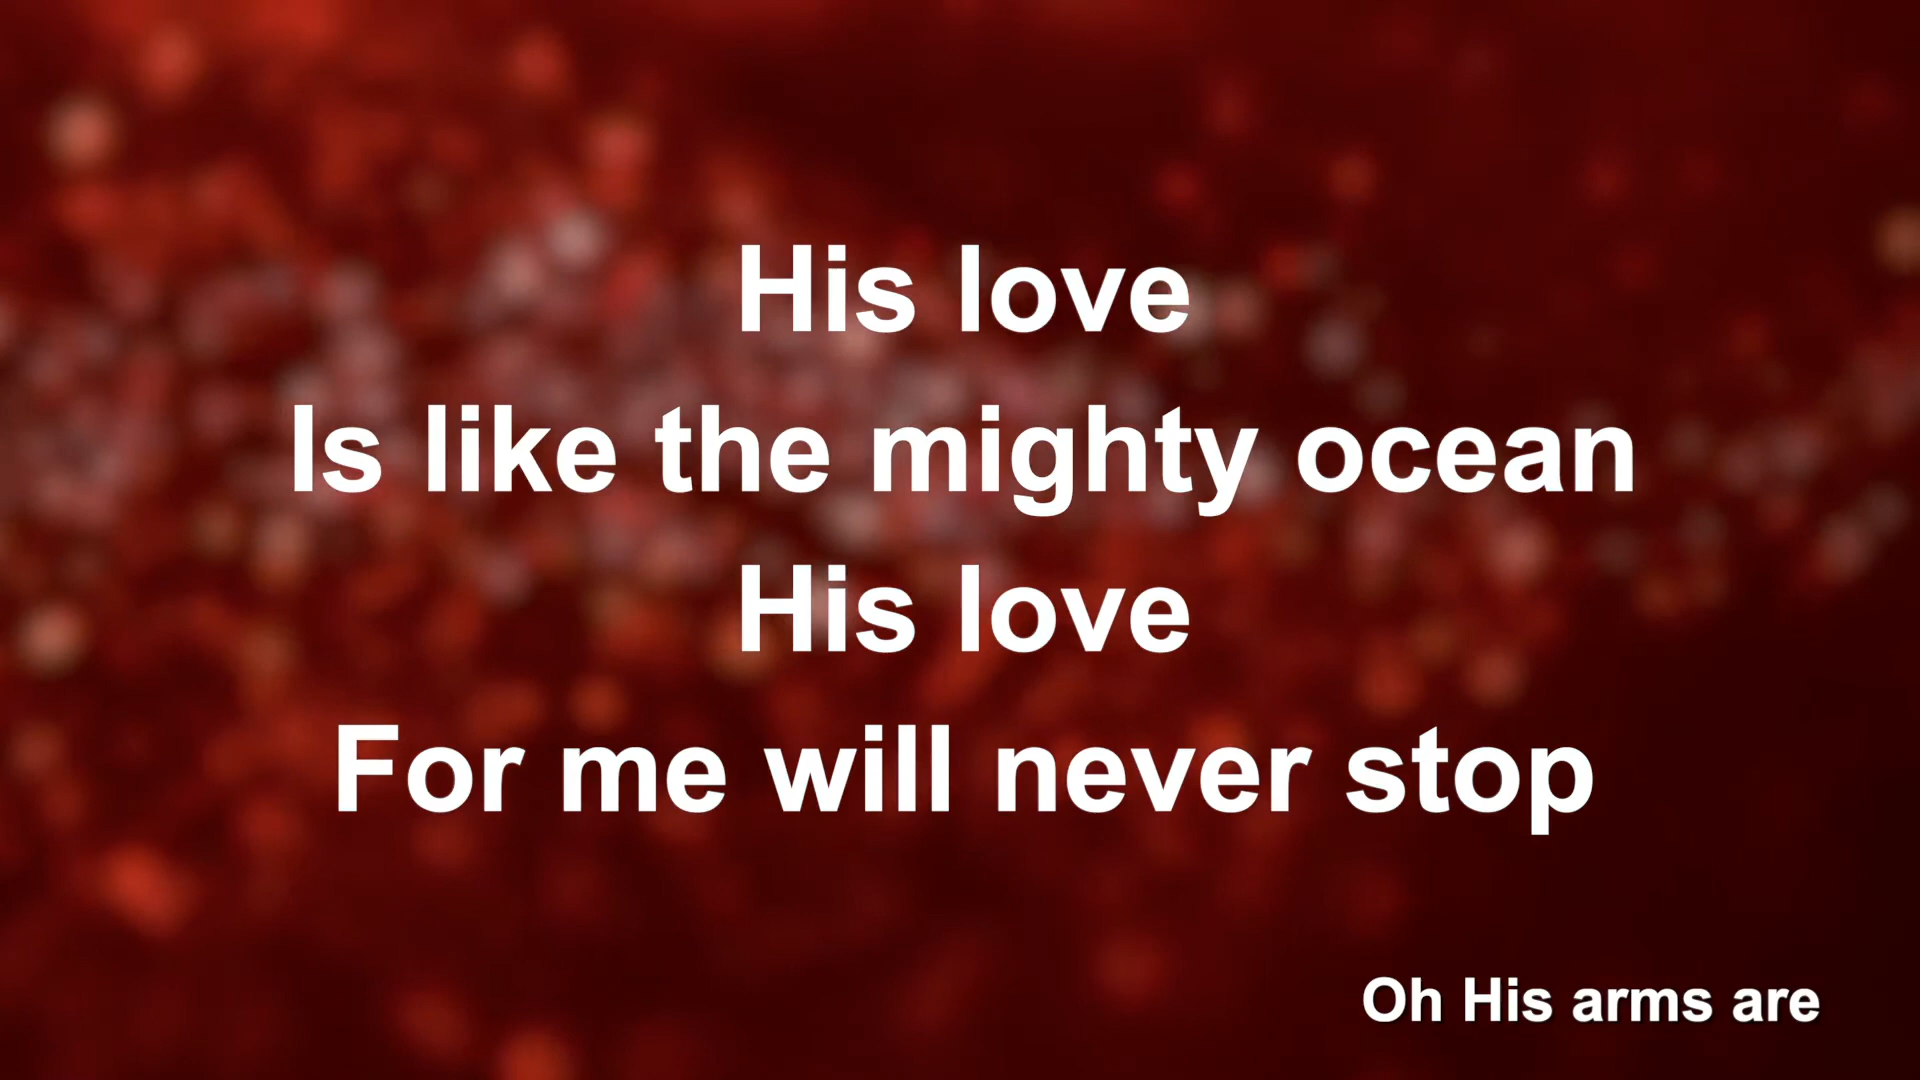 His love
Is like the mighty ocean
His love
For me will never stop
Oh His arms are